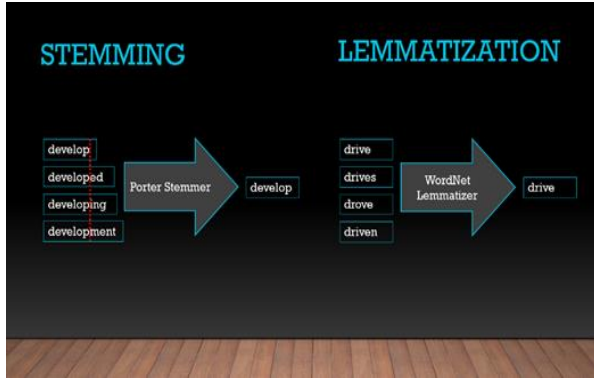 STEMMING
develop
developed
developing
development
Porter Stemmer
develop
LEMMATIZATION
drive
drives
drove
driven
WordNet
Lemmatizer
drive